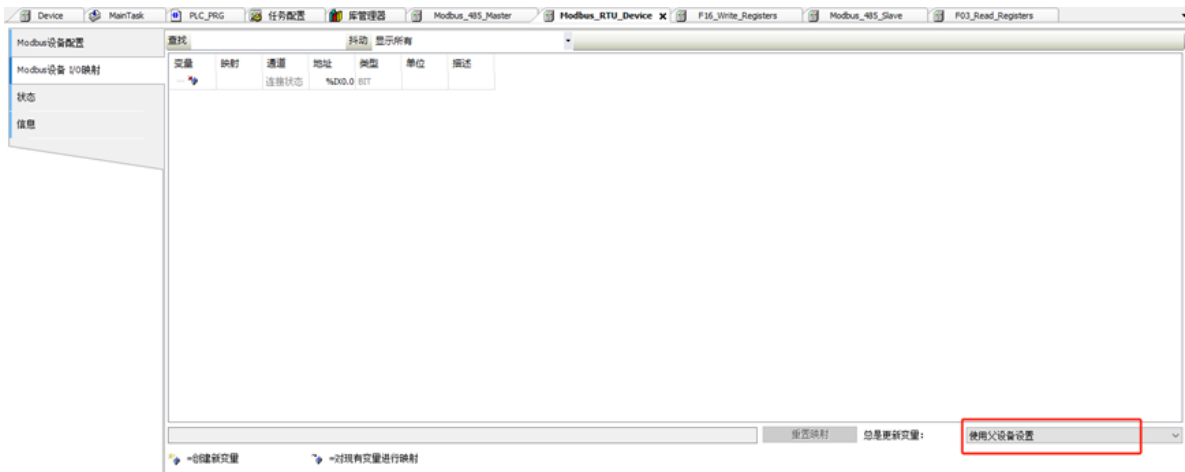 Device MainTask PLC_PRG 任务配置 库管理器 Modbus_485_Master Modbus_RTU_Device x F16_Write_Registers Modbus_485_Slave F03_Read_Registers
Modbus设备配置
Modbus设备 I/O映射
状态
信息
查找 抖动 显示所有
变量 映射 通道 地址 类型 单位 描述
连接状态 %IX0.0 BIT
重置映射 总是更新变量: 使用父设备设置
=创建新变量 =对现有变量进行映射